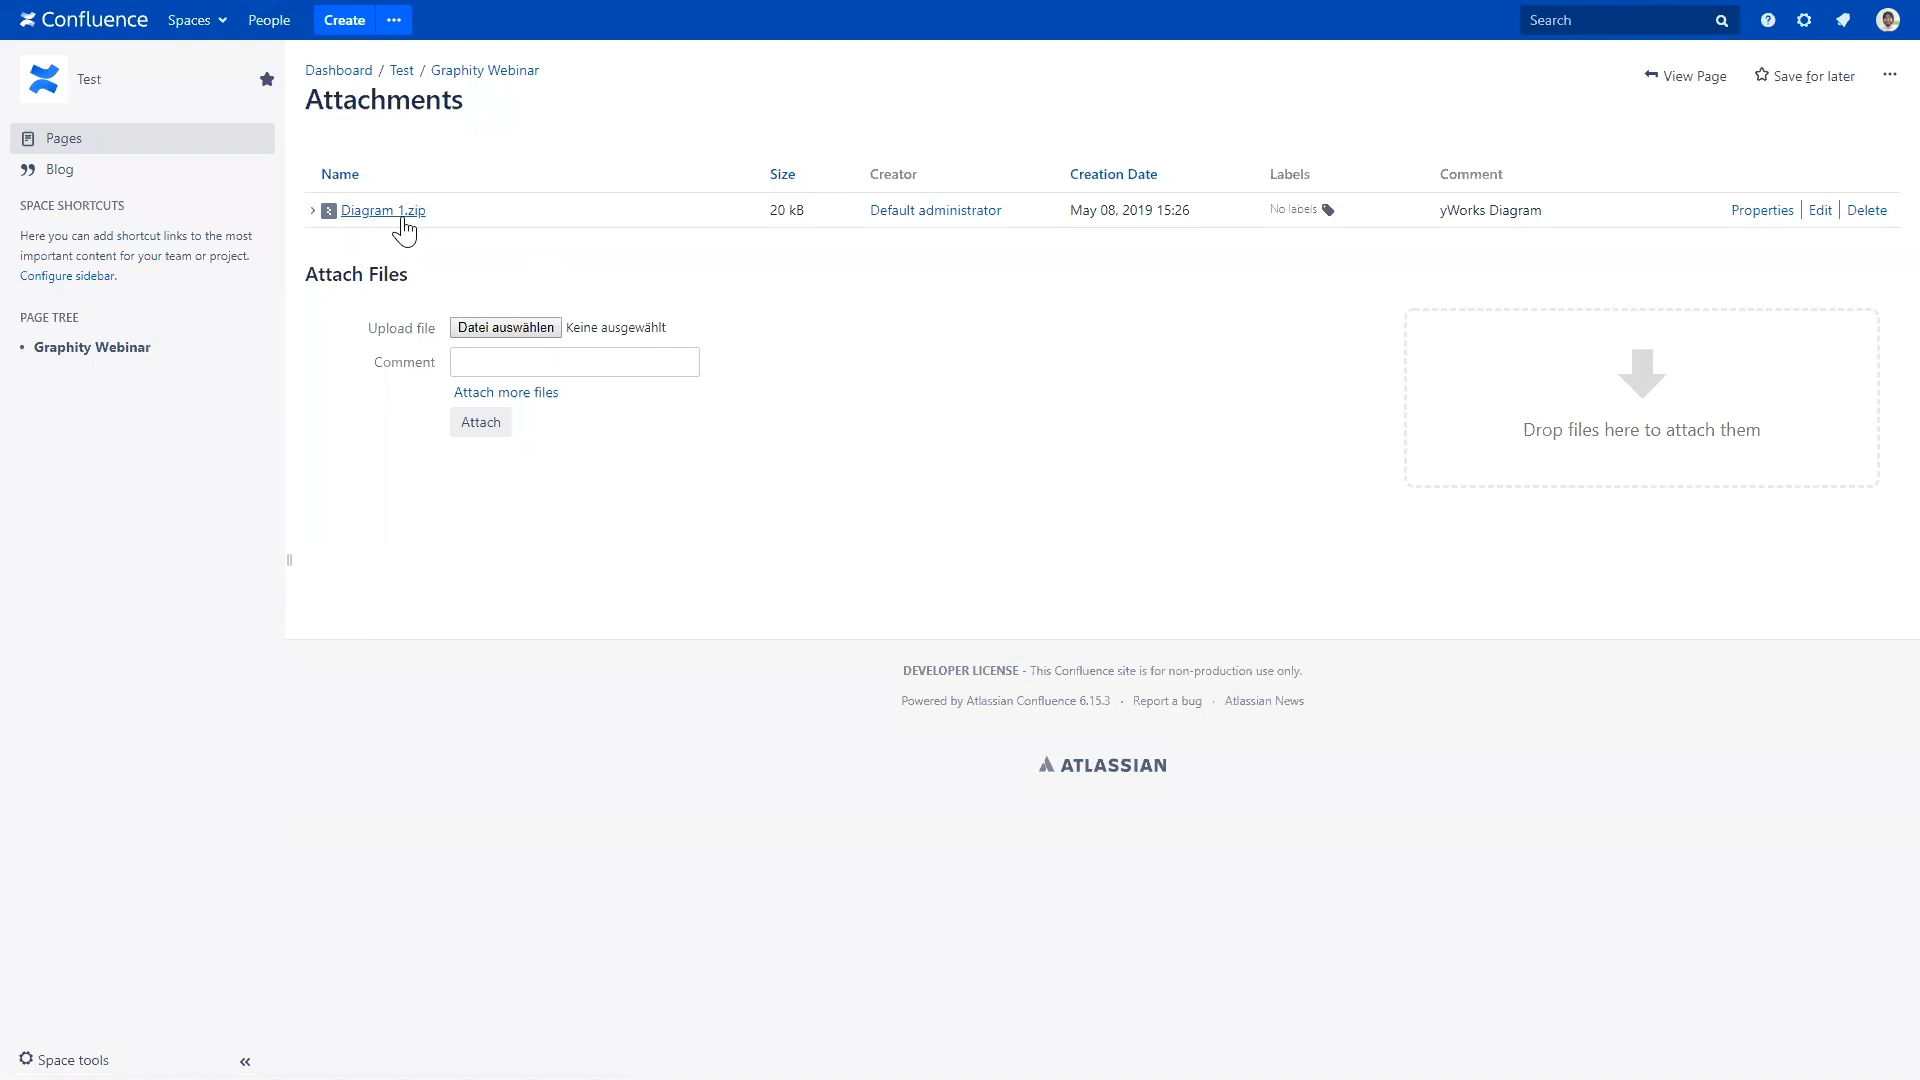 Confluence Spaces People Create Search
Test
Pages
Blog
SPACE SHORTCUTS
Here you can add shortcut links to the most
important content for your team or project.
Configure sidebar.
PAGE TREE
Graphity Webinar
Space tools
Dashboard / Test / Graphity Webinar
Attachments
View Page Save for later
Name Size Creator Creation Date Labels Comment
Diagram 1.zip 20 kB Default administrator May 08, 2019 15:26 No labels yWorks Diagram Properties Edit Delete
Attach Files
Upload file Datei auswählen Keine ausgewählt
Comment
Attach more files
Attach
Drop files here to attach them
DEVELOPER LICENSE - This Confluence site is for non-production use only.
Powered by Atlassian Confluence 6.15.3 · Report a bug · Atlassian News
ATLASSIAN